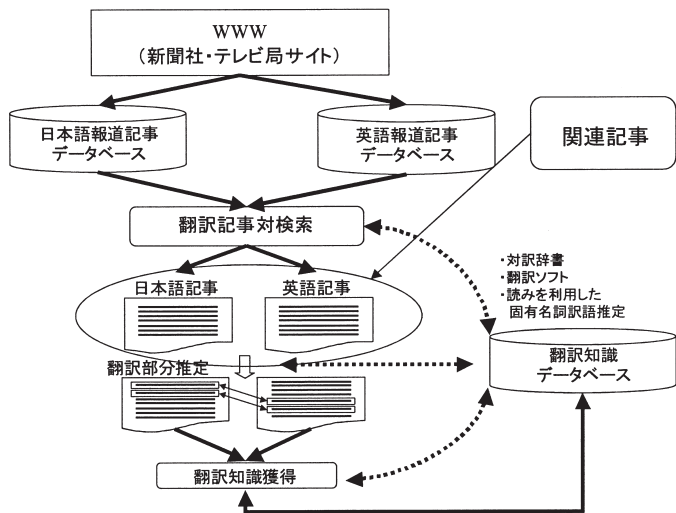 WWW
(新聞社・テレビ局サイト)
日本語報道記事
データベース
英語報道記事
データベース
関連記事
翻訳記事対検索
日本語記事
英語記事
・対訳辞書
・翻訳ソフト
・読みを利用した
固有名詞訳語推定
翻訳部分推定
翻訳知識
データベース
翻訳知識獲得